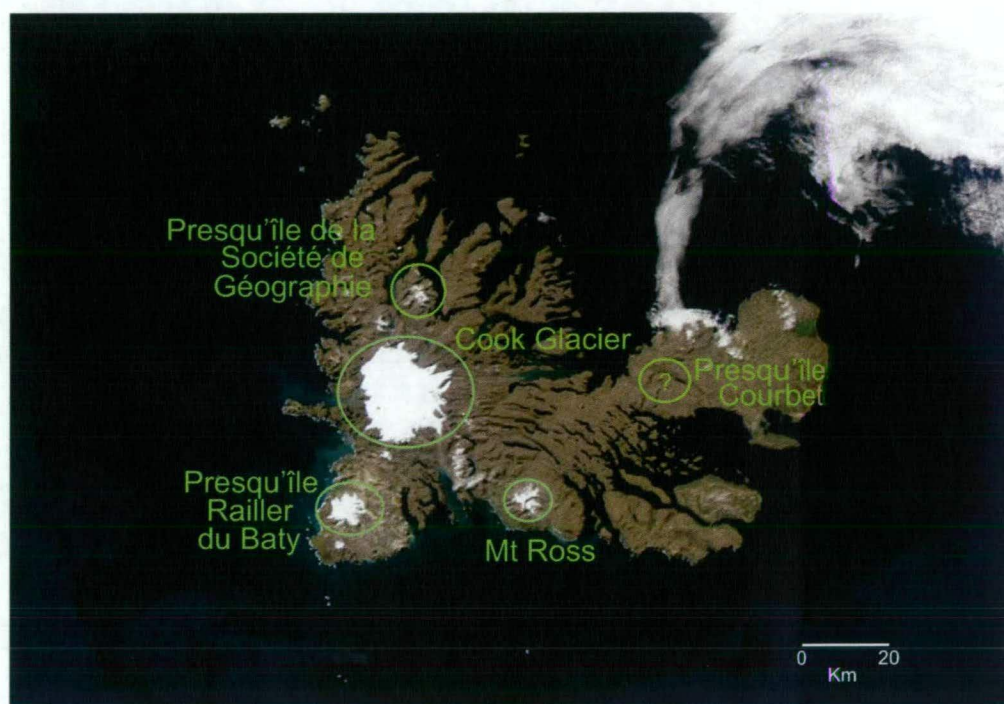 Presqu'île de la
Société de
Géographie
Cook Glacier
?
Presqu'île
Courbet
Presqu'île
Railler
du Baty
Mt Ross
0 20
Km